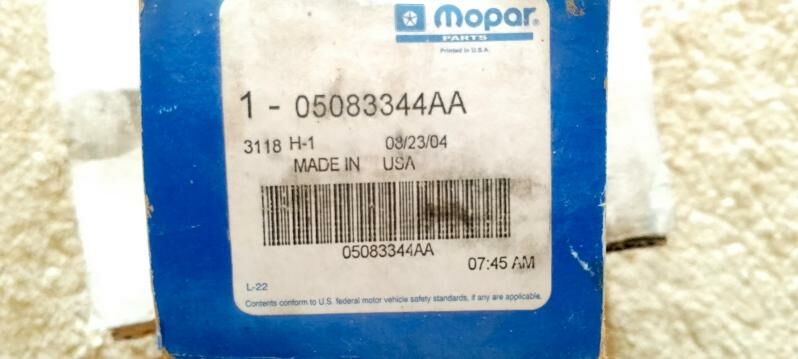 Mopar®
PARTS
Printed in U.S.A.
1 - 05083344AA
3118 H-1 08/23/04
MADE IN USA
05083344AA
07:45 AM
L-22
Contents conform to U.S. federal motor vehicle safety standards, if any are applicable.